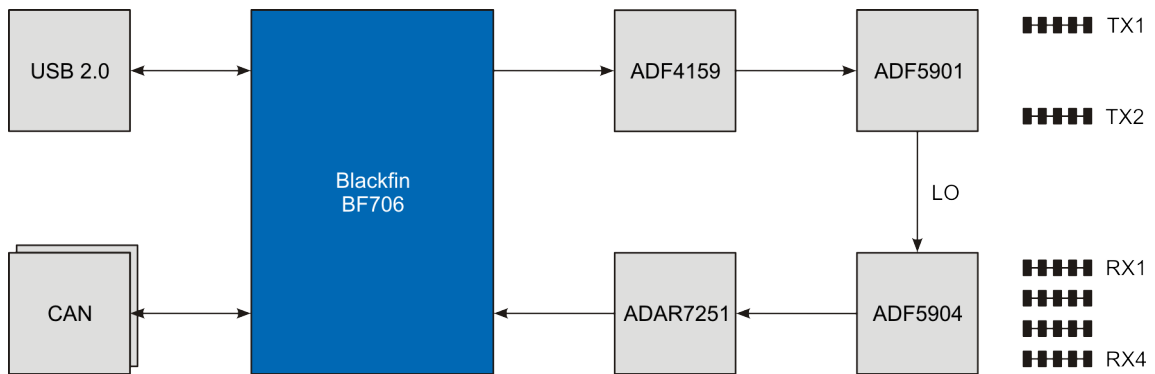 USB 2.0
Blackfin
BF706
ADF4159
ADF5901
TX1
TX2
LO
CAN
ADAR7251
ADF5904
RX1
RX4